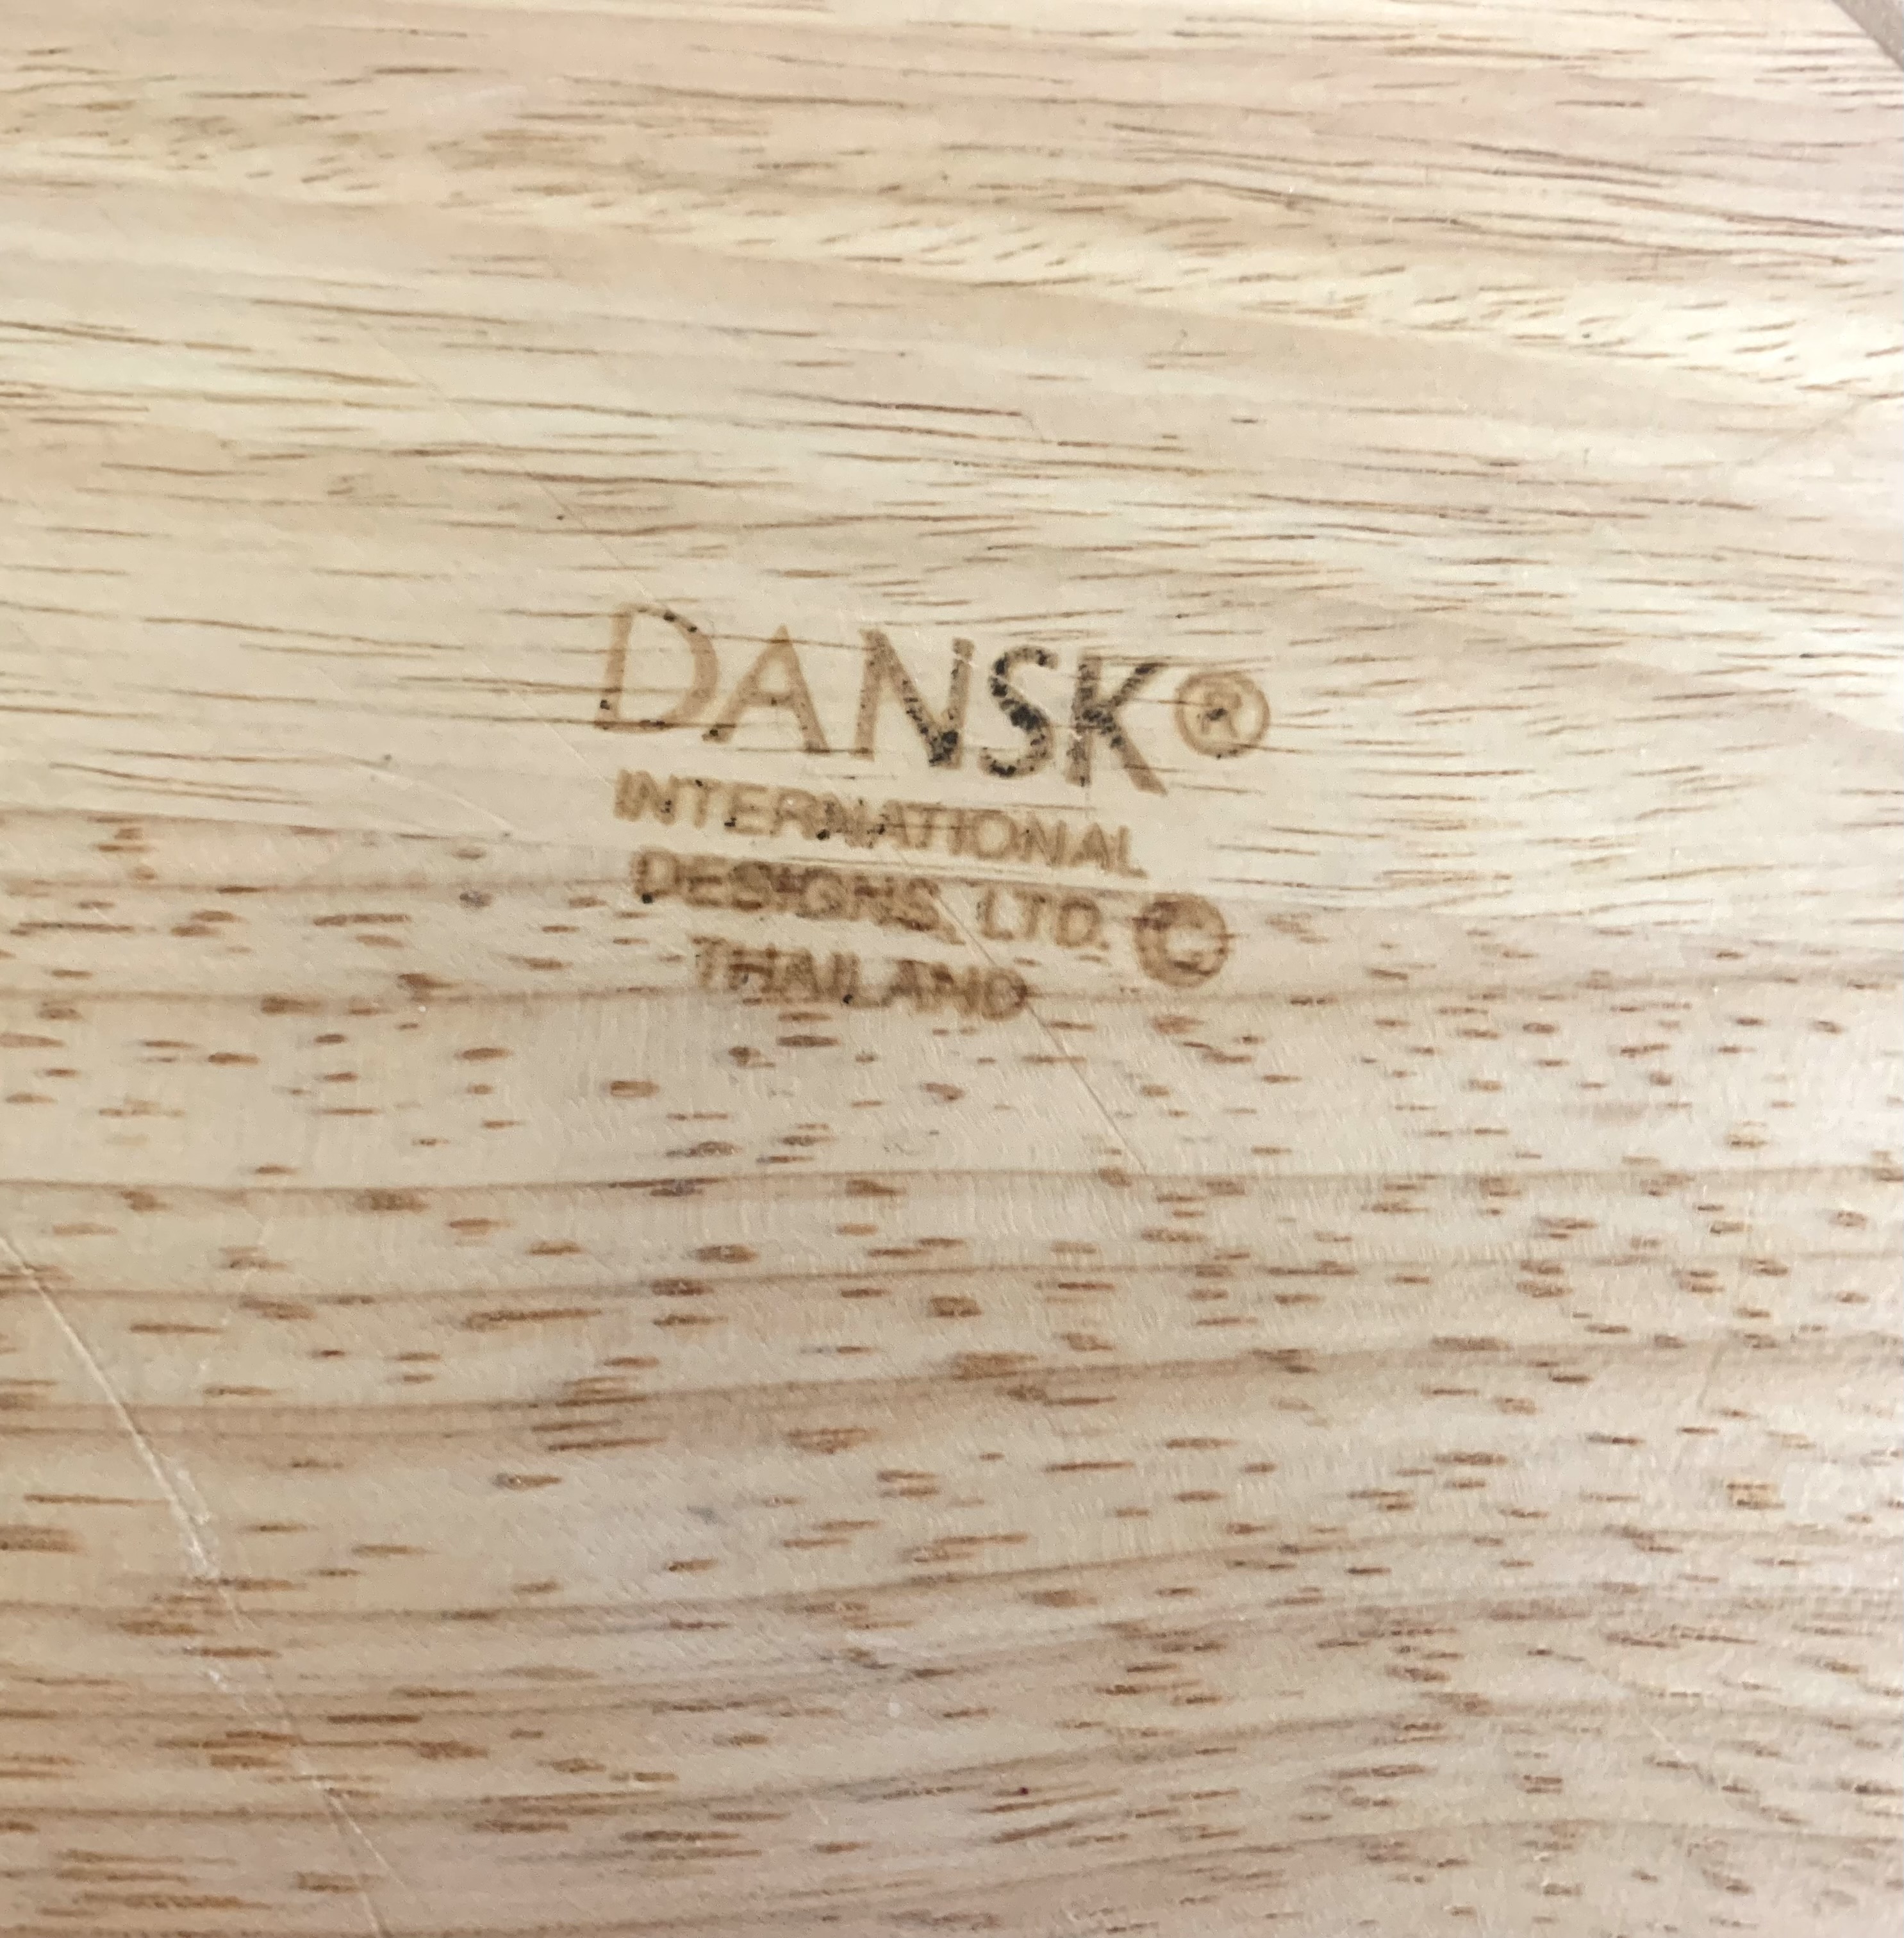 DANSK®
INTERNATIONAL
DESIGNS, LTD. ©
THAILAND